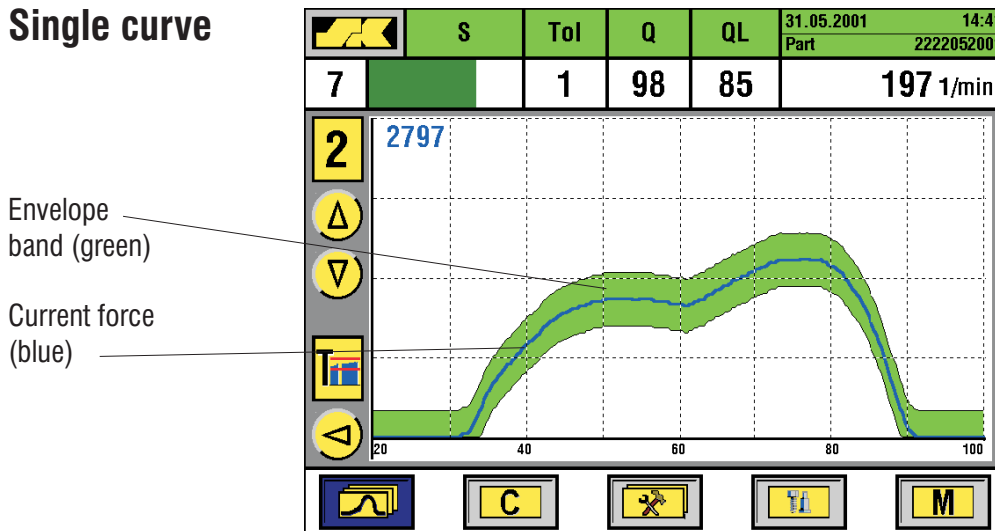 Single curve
S Tol Q QL 31.05.2001 14:4
Part 222205200
7 1 98 85 197 1/min
2 2797
Envelope
band (green)
Current force
(blue)
T
20 40 60 80 100
C M